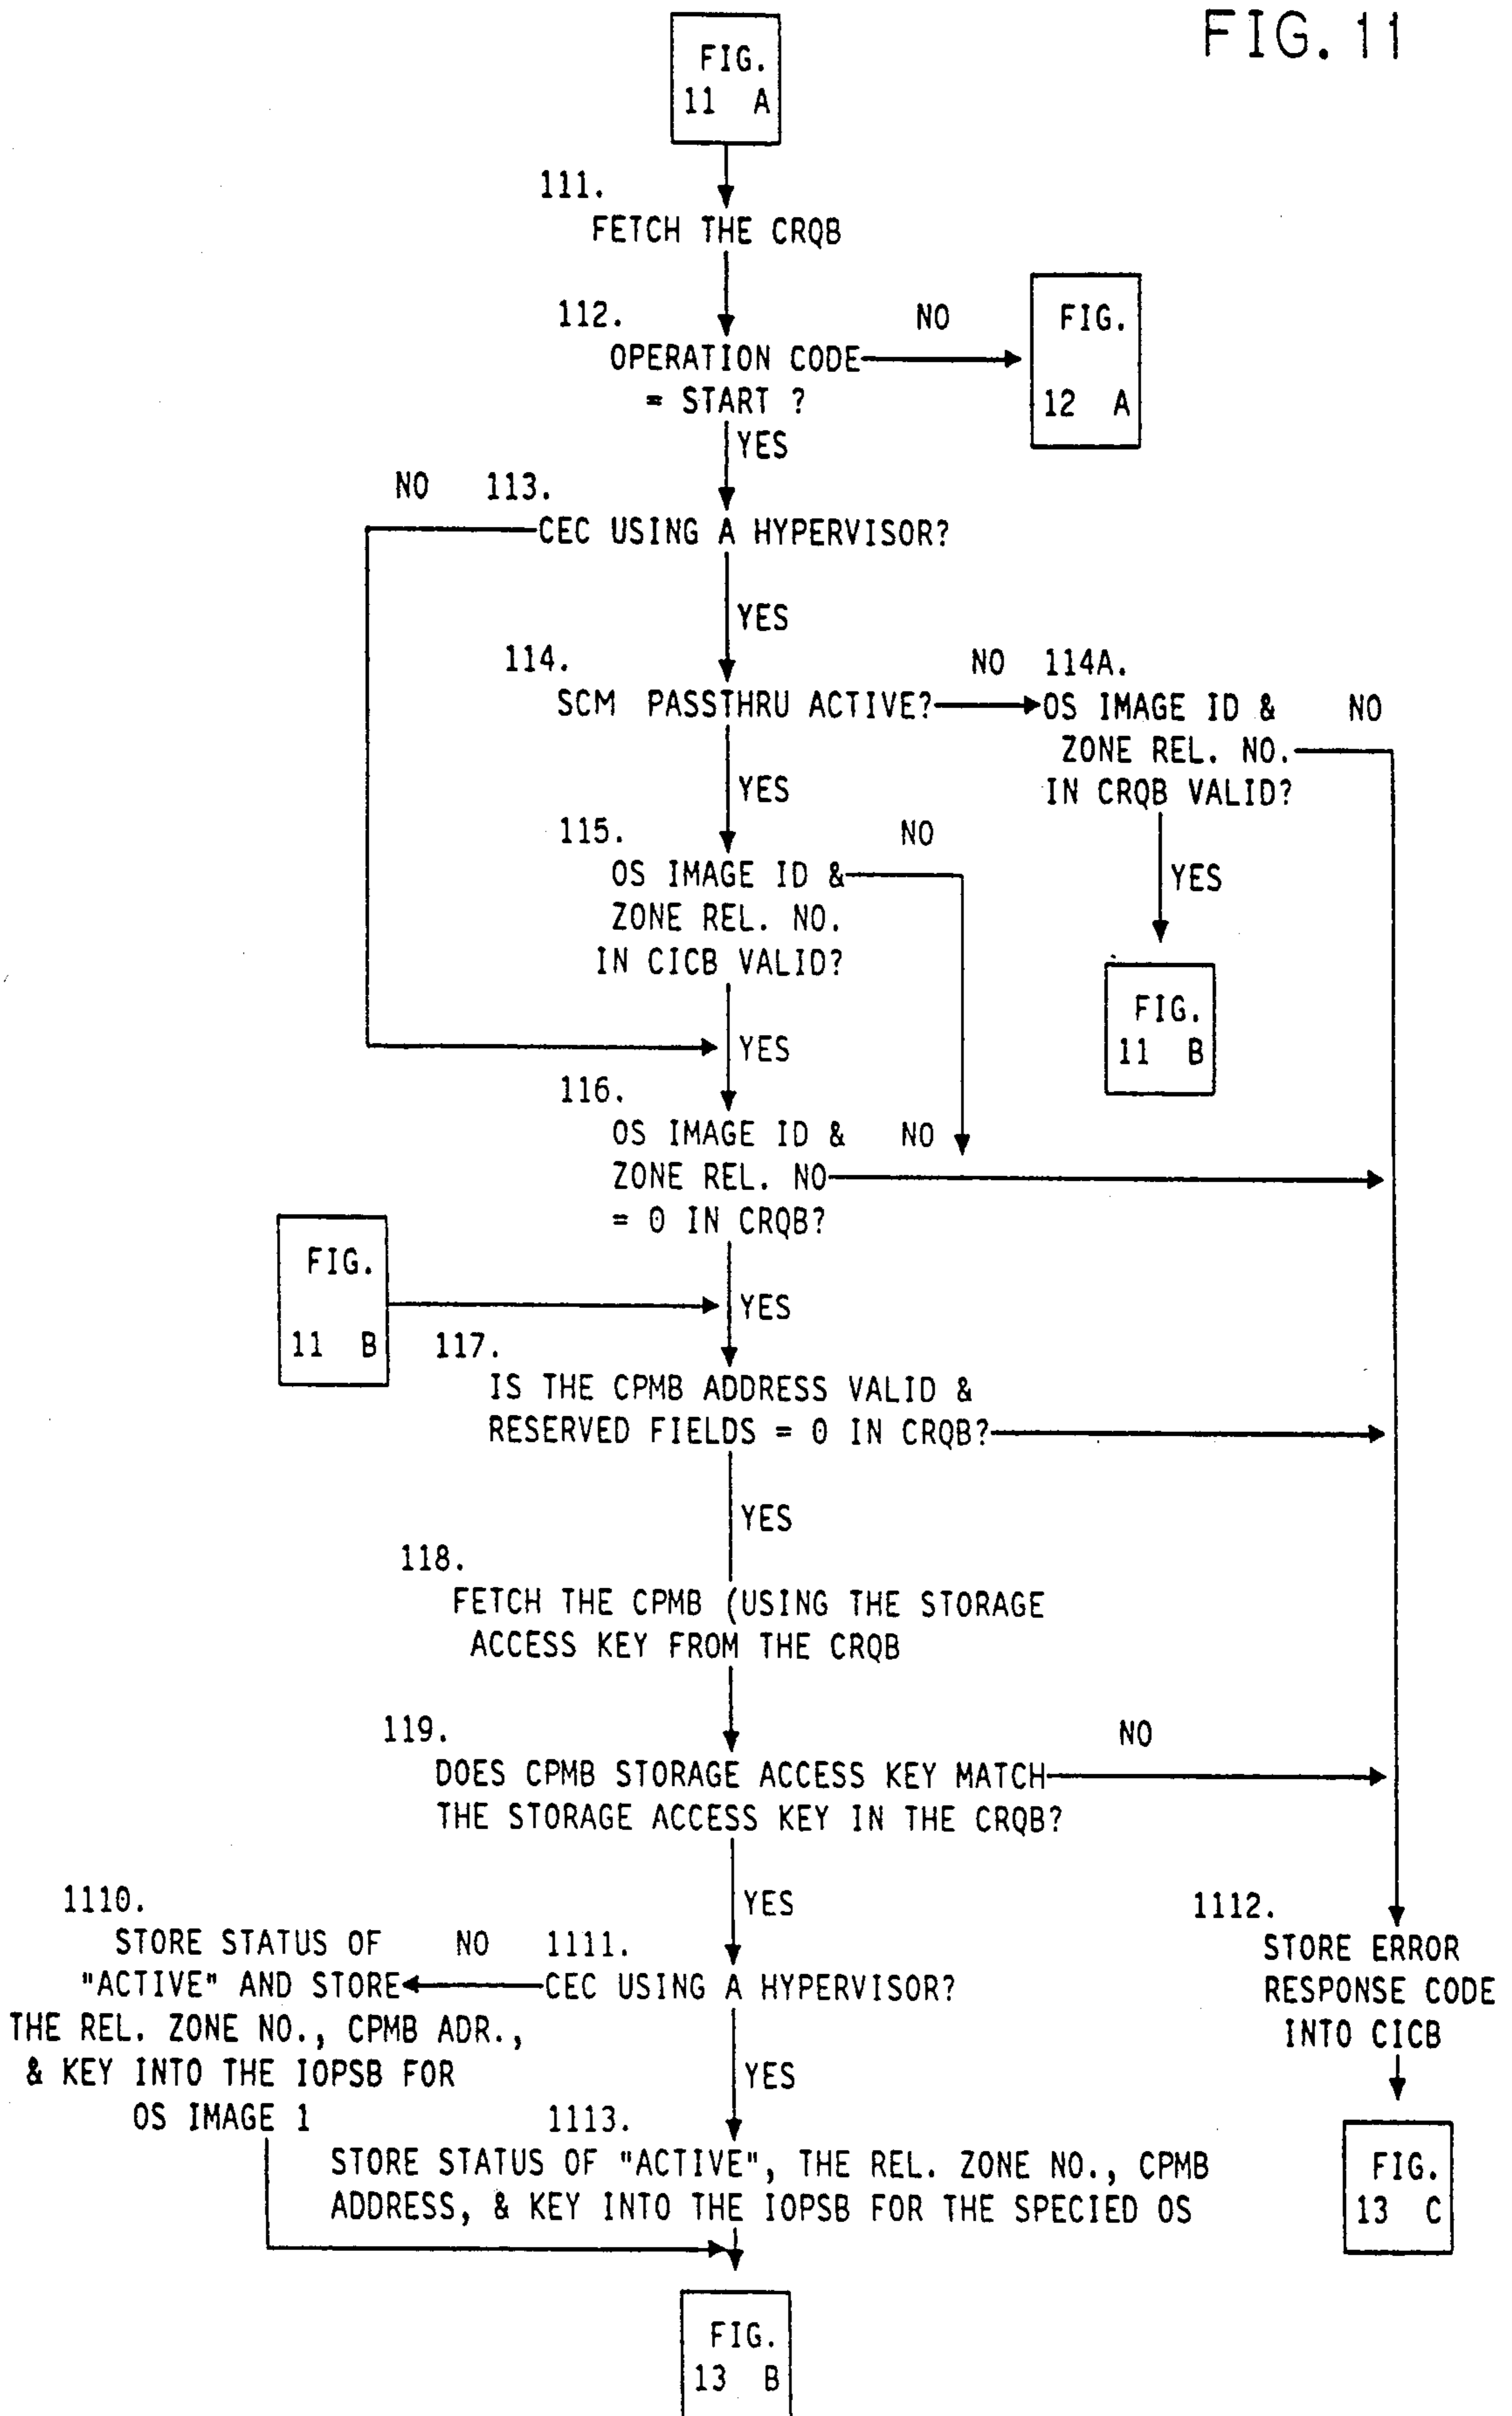 FIG. 11
FIG.
11 A
111.
FETCH THE CRQB
112.
OPERATION CODE
= START ?
NO
FIG.
12 A
YES
NO
113.
CEC USING A HYPERVISOR?
YES
114.
SCM PASSTHRU ACTIVE?
NO
114A.
OS IMAGE ID &
ZONE REL. NO.
IN CRQB VALID?
NO
YES
YES
FIG.
11 B
115.
OS IMAGE ID &
ZONE REL. NO.
IN CICB VALID?
NO
YES
116.
OS IMAGE ID &
ZONE REL. NO
= 0 IN CRQB?
NO
FIG.
11 B
YES
117.
IS THE CPMB ADDRESS VALID &
RESERVED FIELDS = 0 IN CRQB?
YES
118.
FETCH THE CPMB (USING THE STORAGE
ACCESS KEY FROM THE CRQB
119.
DOES CPMB STORAGE ACCESS KEY MATCH
THE STORAGE ACCESS KEY IN THE CRQB?
NO
YES
1110.
STORE STATUS OF
"ACTIVE" AND STORE
THE REL. ZONE NO., CPMB ADR.,
& KEY INTO THE IOPSB FOR
OS IMAGE 1
NO
1111.
CEC USING A HYPERVISOR?
YES
1112.
STORE ERROR
RESPONSE CODE
INTO CICB
FIG.
13 C
1113.
STORE STATUS OF "ACTIVE", THE REL. ZONE NO., CPMB
ADDRESS, & KEY INTO THE IOPSB FOR THE SPECIED OS
FIG.
13 B